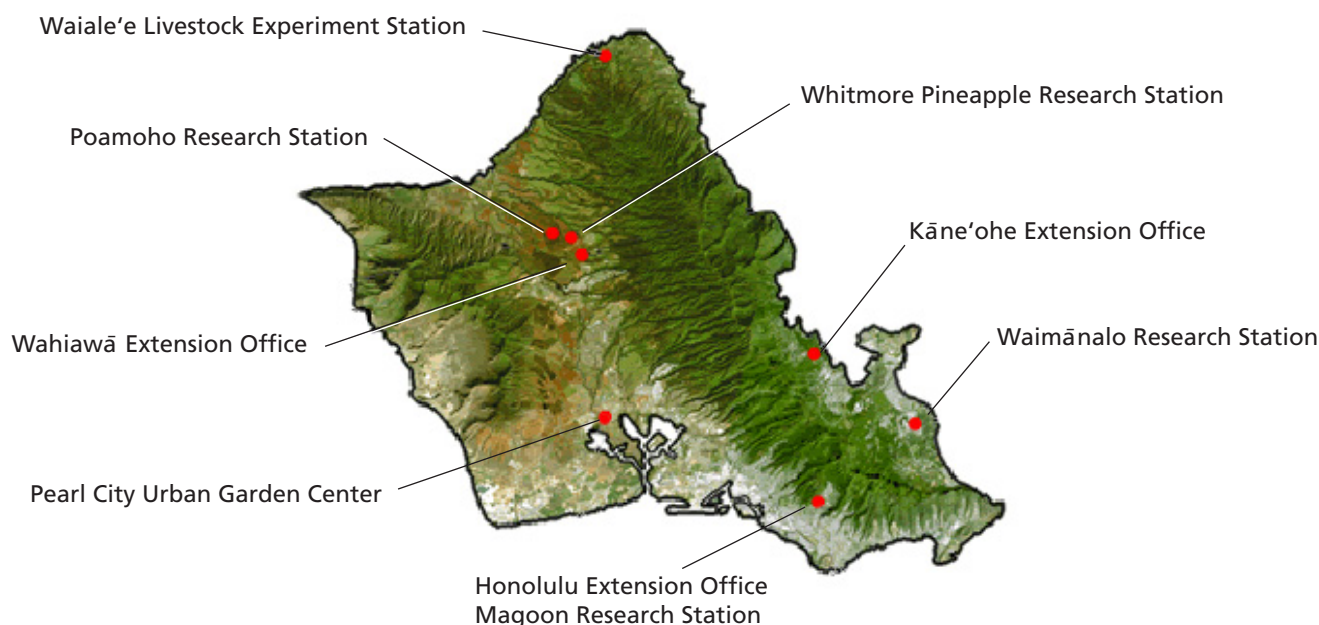 Waiale‘e Livestock Experiment Station
Whitmore Pineapple Research Station
Poamoho Research Station
Kāne‘ohe Extension Office
Waimānalo Research Station
Wahiawā Extension Office
Pearl City Urban Garden Center
Honolulu Extension Office
Magoon Research Station